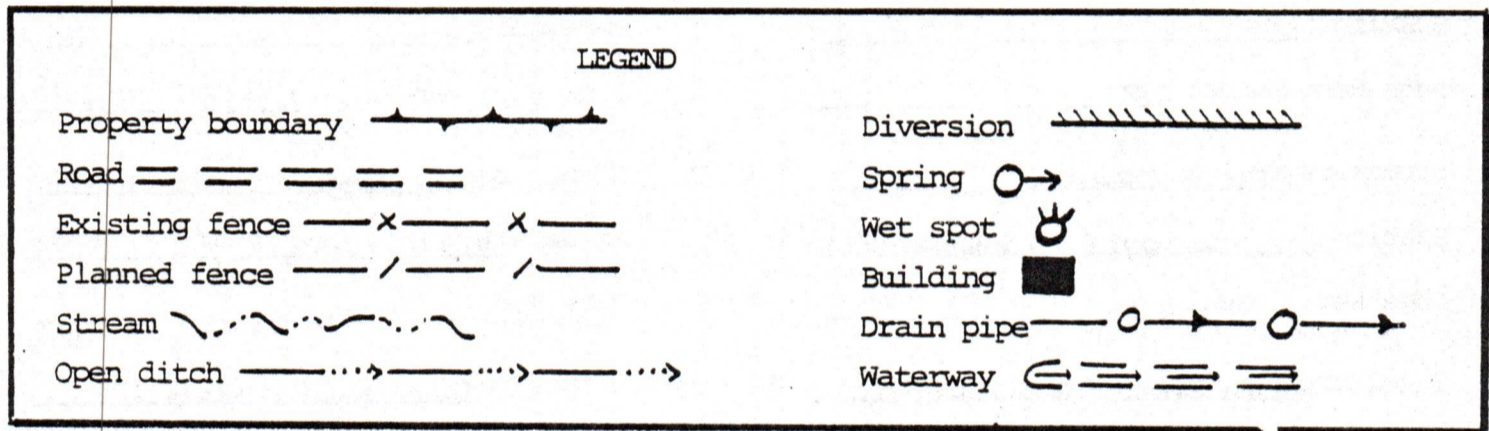 LEGEND
Property boundary
Road
Existing fence
Planned fence
Stream
Open ditch
Diversion
Spring
Wet spot
Building
Drain pipe
Waterway